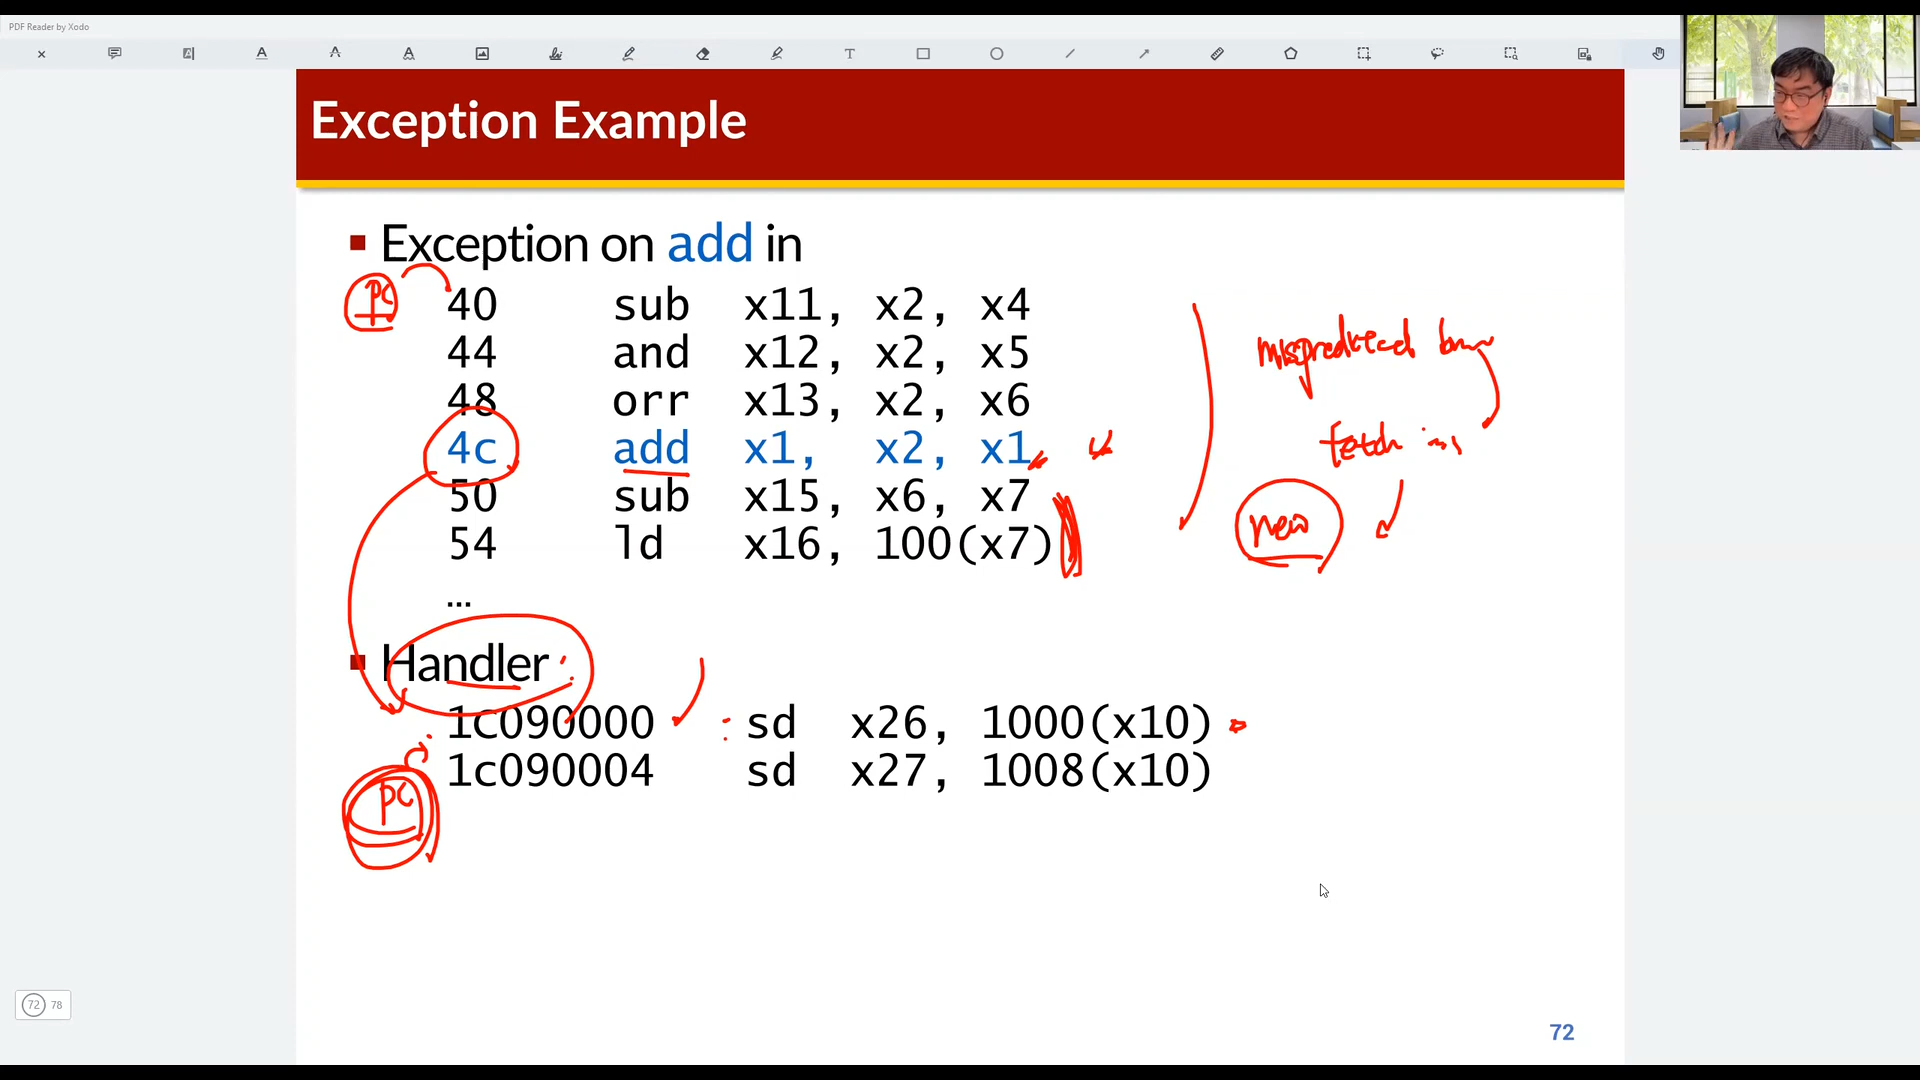 PDF Reader by Xodo
Exception Example
Exception on add in
PC
40 sub x11, x2, x4
44 and x12, x2, x5
48 orr x13, x2, x6
4c add x1, x2, x1
50 sub x15, x6, x7
54 ld x16, 100(x7)
...
mispredicted
fetch
new
Handler :
1C090000 : sd x26, 1000(x10)
1c090004 sd x27, 1008(x10)
PC
72 78
72